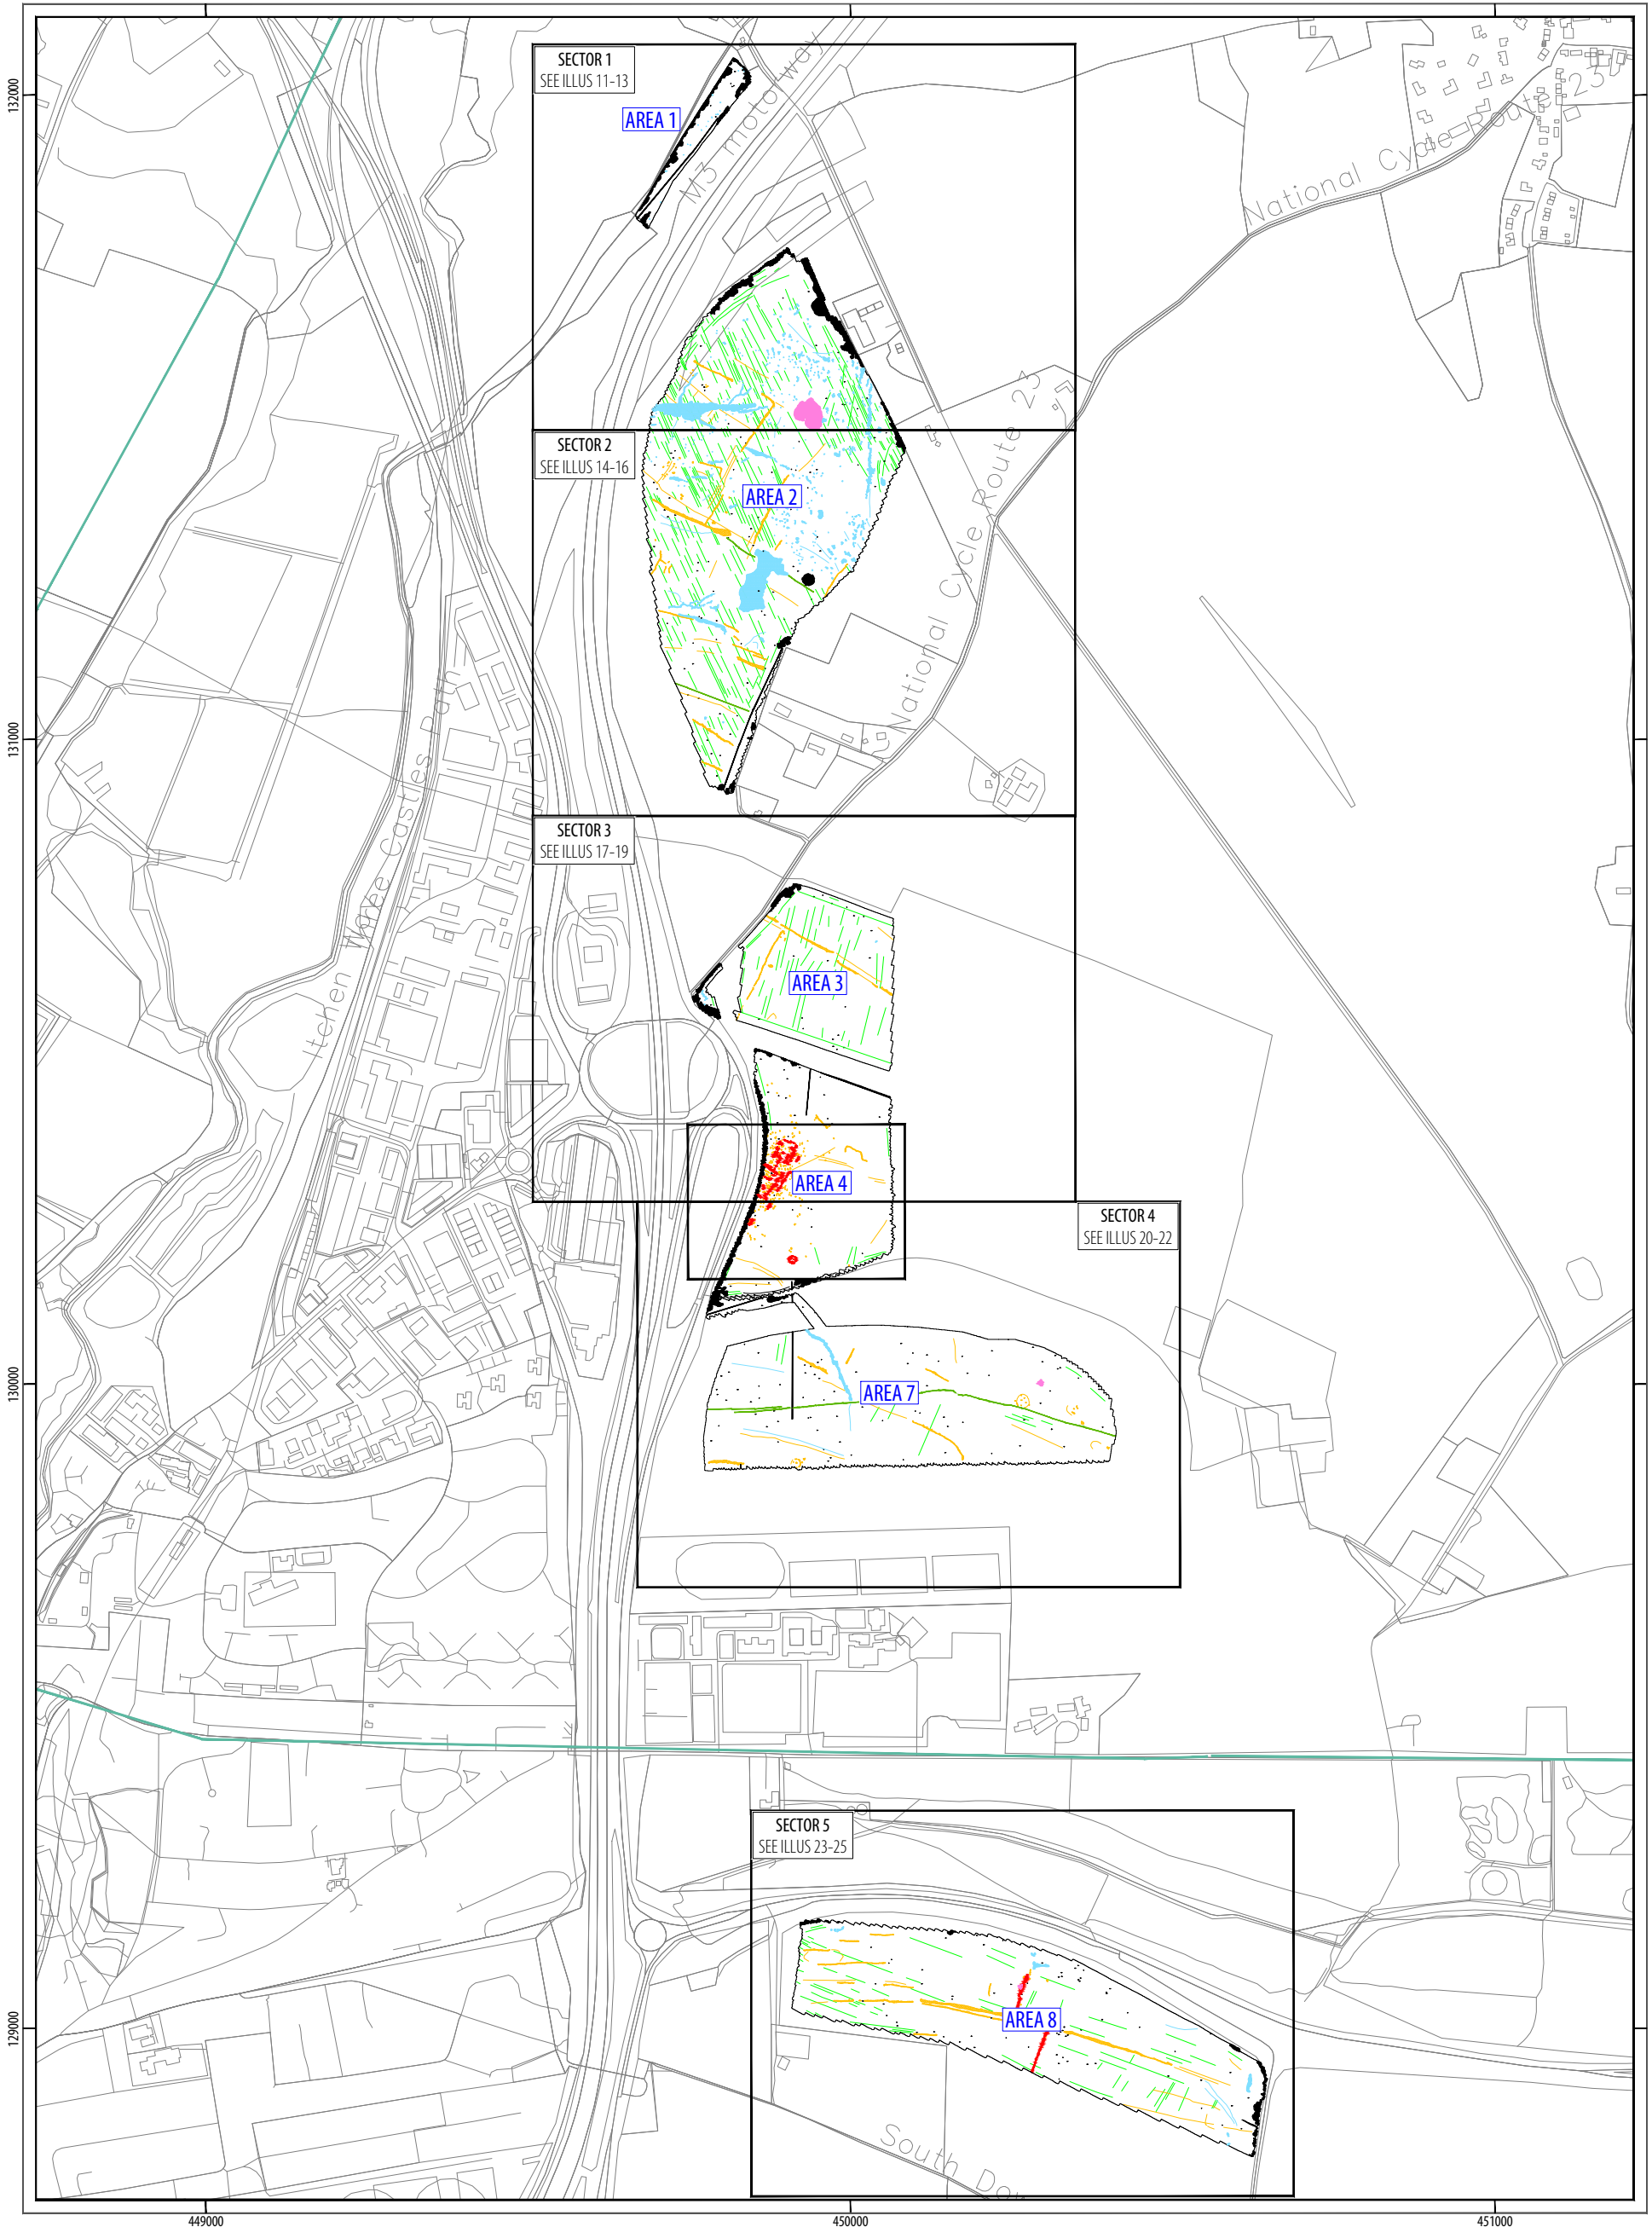 SECTOR 1
SEE ILLUS 11-13
AREA 1
M3 motorway
132000
National Cycle Route 23
SECTOR 2
SEE ILLUS 14-16
AREA 2
National Cycle Route 23
131000
SECTOR 3
SEE ILLUS 17-19
Itchen Ware castes Path
AREA 3
AREA 4
SECTOR 4
SEE ILLUS 20-22
130000
AREA 7
SECTOR 5
SEE ILLUS 23-25
AREA 8
129000
South Do
449000
450000
451000